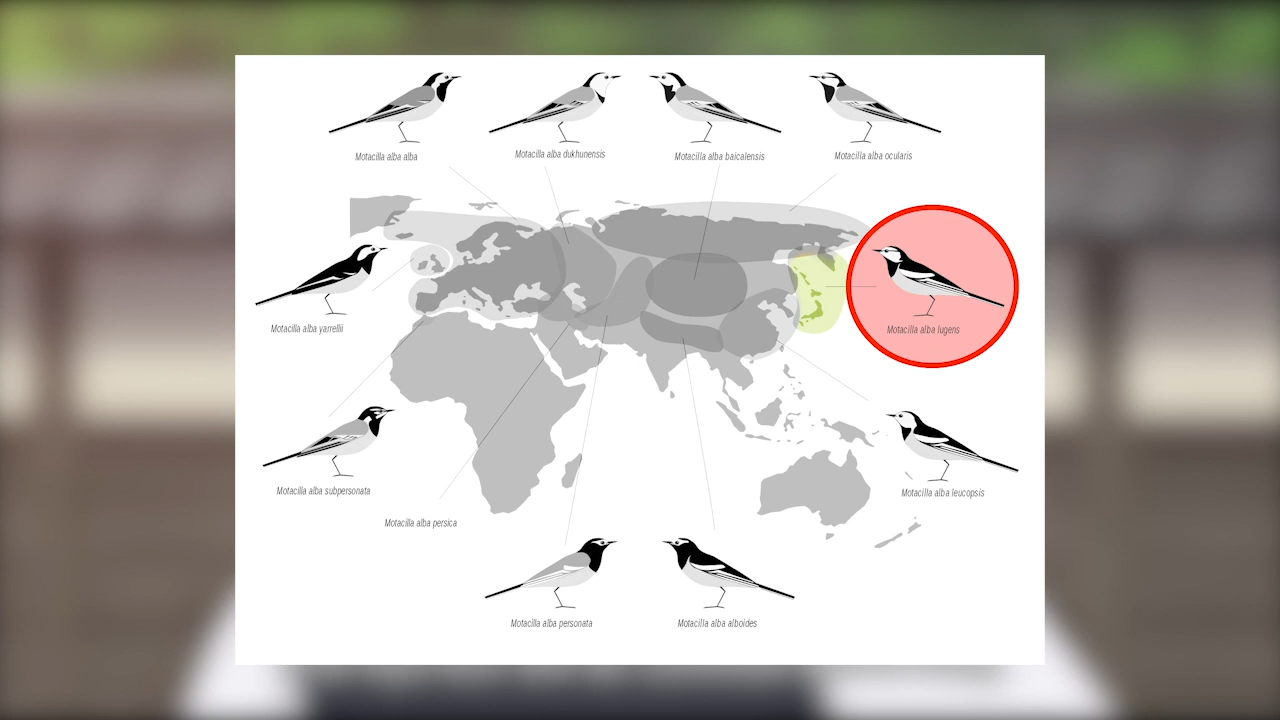 Motacilla alba alba
Motacilla alba dukhunensis
Motacilla alba baicalensis
Motacilla alba ocularis
Motacilla alba yarrellii
Motacilla alba lugens
Motacilla alba subpersonata
Motacilla alba leucopsis
Motacilla alba persica
Motacilla alba personata
Motacilla alba alboides